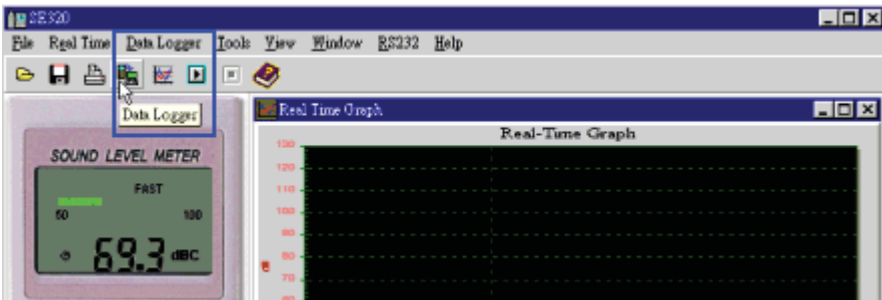 SE320
File Real Time Data Logger Tools View Window RS232 Help
Data Logger
Real Time Graph
Real-Time Graph
SOUND LEVEL METER
FAST
50 100
69.3 dBC
130
120
110
100
90
80
70
60